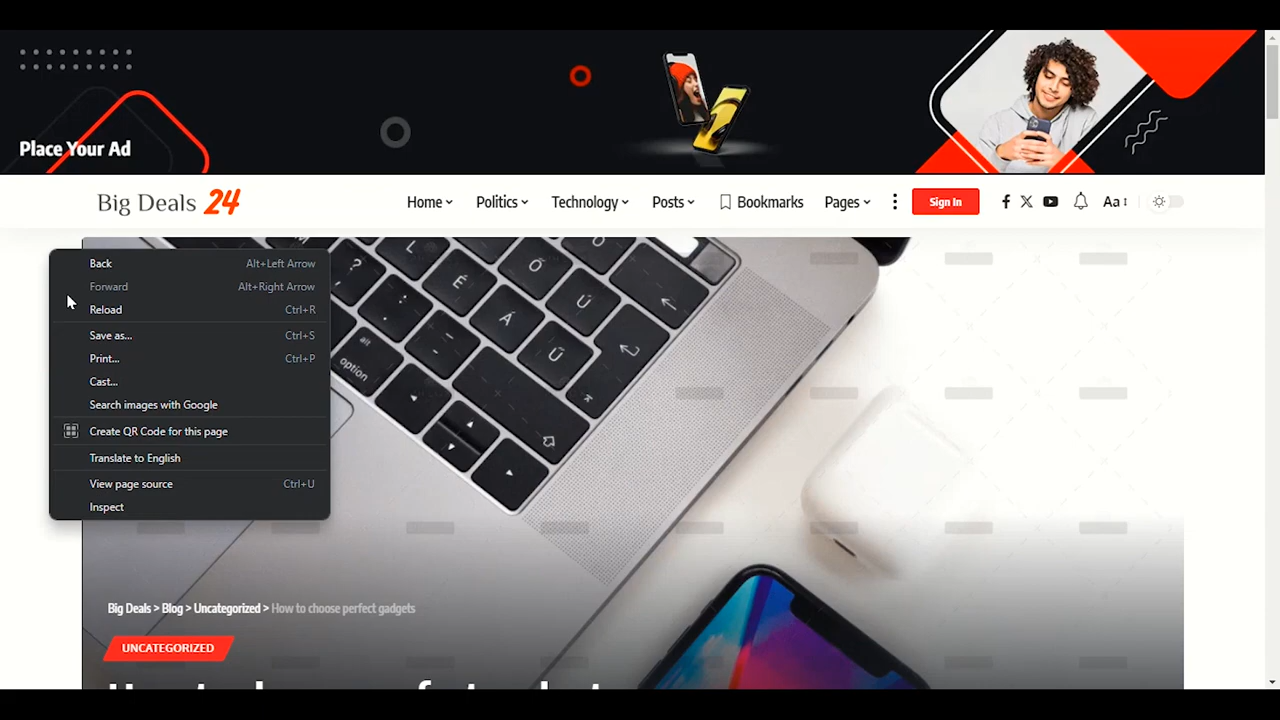 Place Your Ad
Big Deals 24
Home Politics Technology Posts Bookmarks Pages Sign In Aa
Back Alt+Left Arrow
Forward Alt+Right Arrow
Reload Ctrl+R
Save as... Ctrl+S
Print... Ctrl+P
Cast...
Search images with Google
Create QR Code for this page
Translate to English
View page source Ctrl+U
Inspect
L
?
É
Ő
Á
Ú
Ű
alt
option
Big Deals > Blog > Uncategorized > How to choose perfect gadgets
UNCATEGORIZED